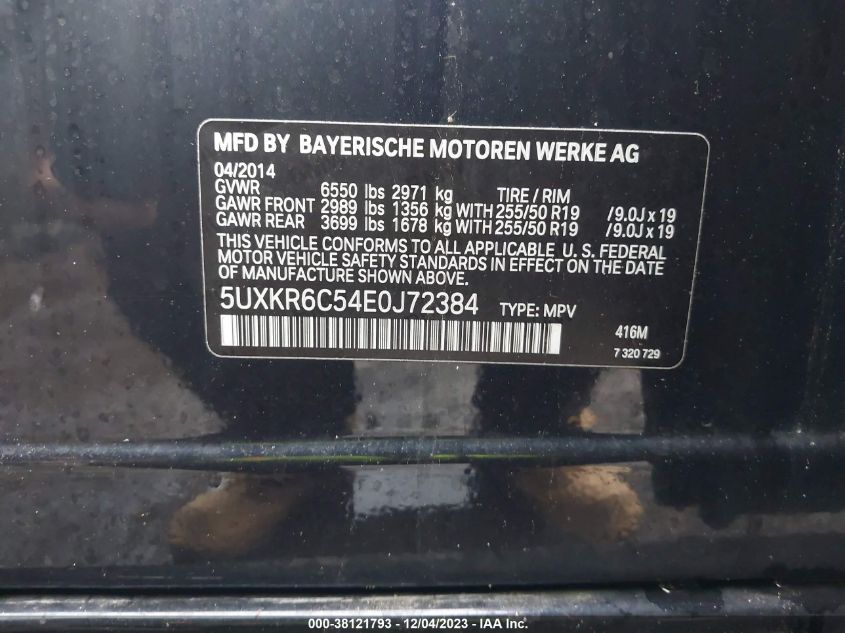 MFD BY BAYERISCHE MOTOREN WERKE AG
04/2014
GVWR 6550 lbs 2971 kg TIRE / RIM
GAWR FRONT 2989 lbs 1356 kg WITH 255/50 R19 /9.0J x 19
GAWR REAR 3699 lbs 1678 kg WITH 255/50 R19 /9.0J x 19
THIS VEHICLE CONFORMS TO ALL APPLICABLE U. S. FEDERAL
MOTOR VEHICLE SAFETY STANDARDS IN EFFECT ON THE DATE
OF MANUFACTURE SHOWN ABOVE.
5UXKR6C54E0J72384 TYPE: MPV
416M
7 320 729
000-38121793 - 12/04/2023 - IAA Inc.